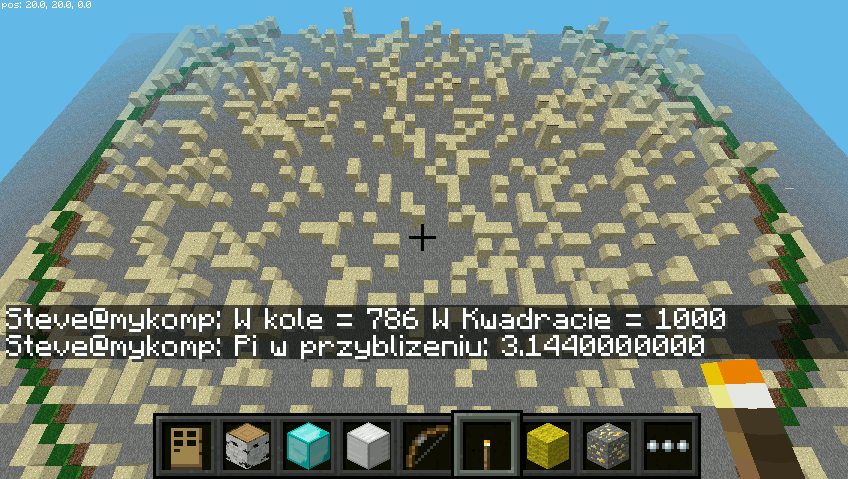 pos: 20.0, 20.0, 0.0
Steve@mykomp: W kole = 786 W Kwadracie = 1000
Steve@mykomp: Pi w przyblizeniu: 3.1440000000